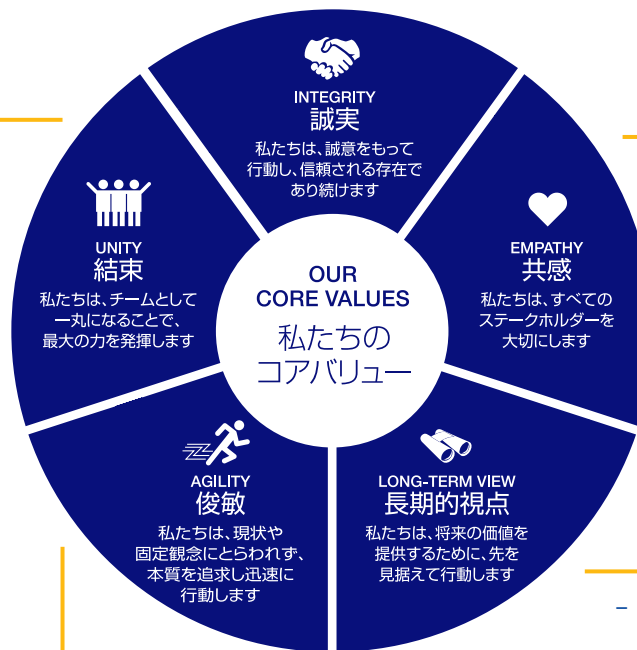 INTEGRITY
誠実
私たちは、誠意をもって
行動し、信頼される存在で
あり続けます
UNITY
結束
私たちは、チームとして
一丸になることで、
最大の力を発揮します
OUR
CORE VALUES
私たちの
コアバリュー
EMPATHY
共感
私たちは、すべての
ステークホルダーを
大切にします
AGILITY
俊敏
私たちは、現状や
固定観念にとらわれず、
本質を追求し迅速に
行動します
LONG-TERM VIEW
長期的視点
私たちは、将来の価値を
提供するために、先を
見据えて行動します